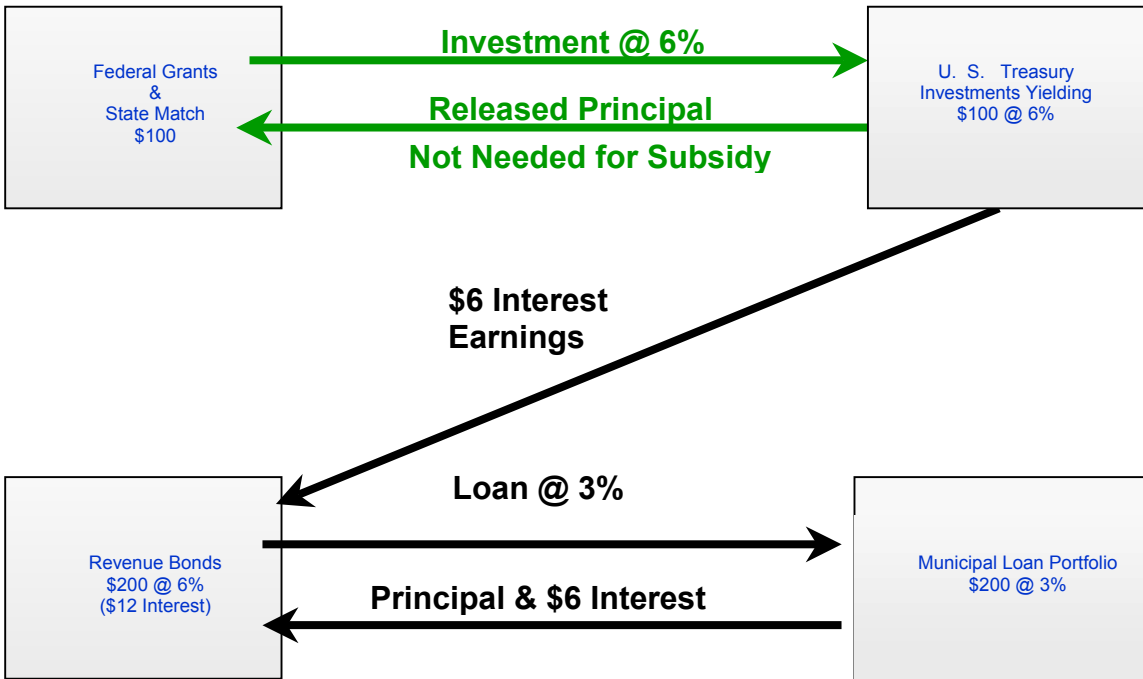 Federal Grants
&
State Match
$100
Investment @ 6%
Released Principal
Not Needed for Subsidy
U. S. Treasury
Investments Yielding
$100 @ 6%
$6 Interest
Earnings
Revenue Bonds
$200 @ 6%
($12 Interest)
Loan @ 3%
Principal & $6 Interest
Municipal Loan Portfolio
$200 @ 3%